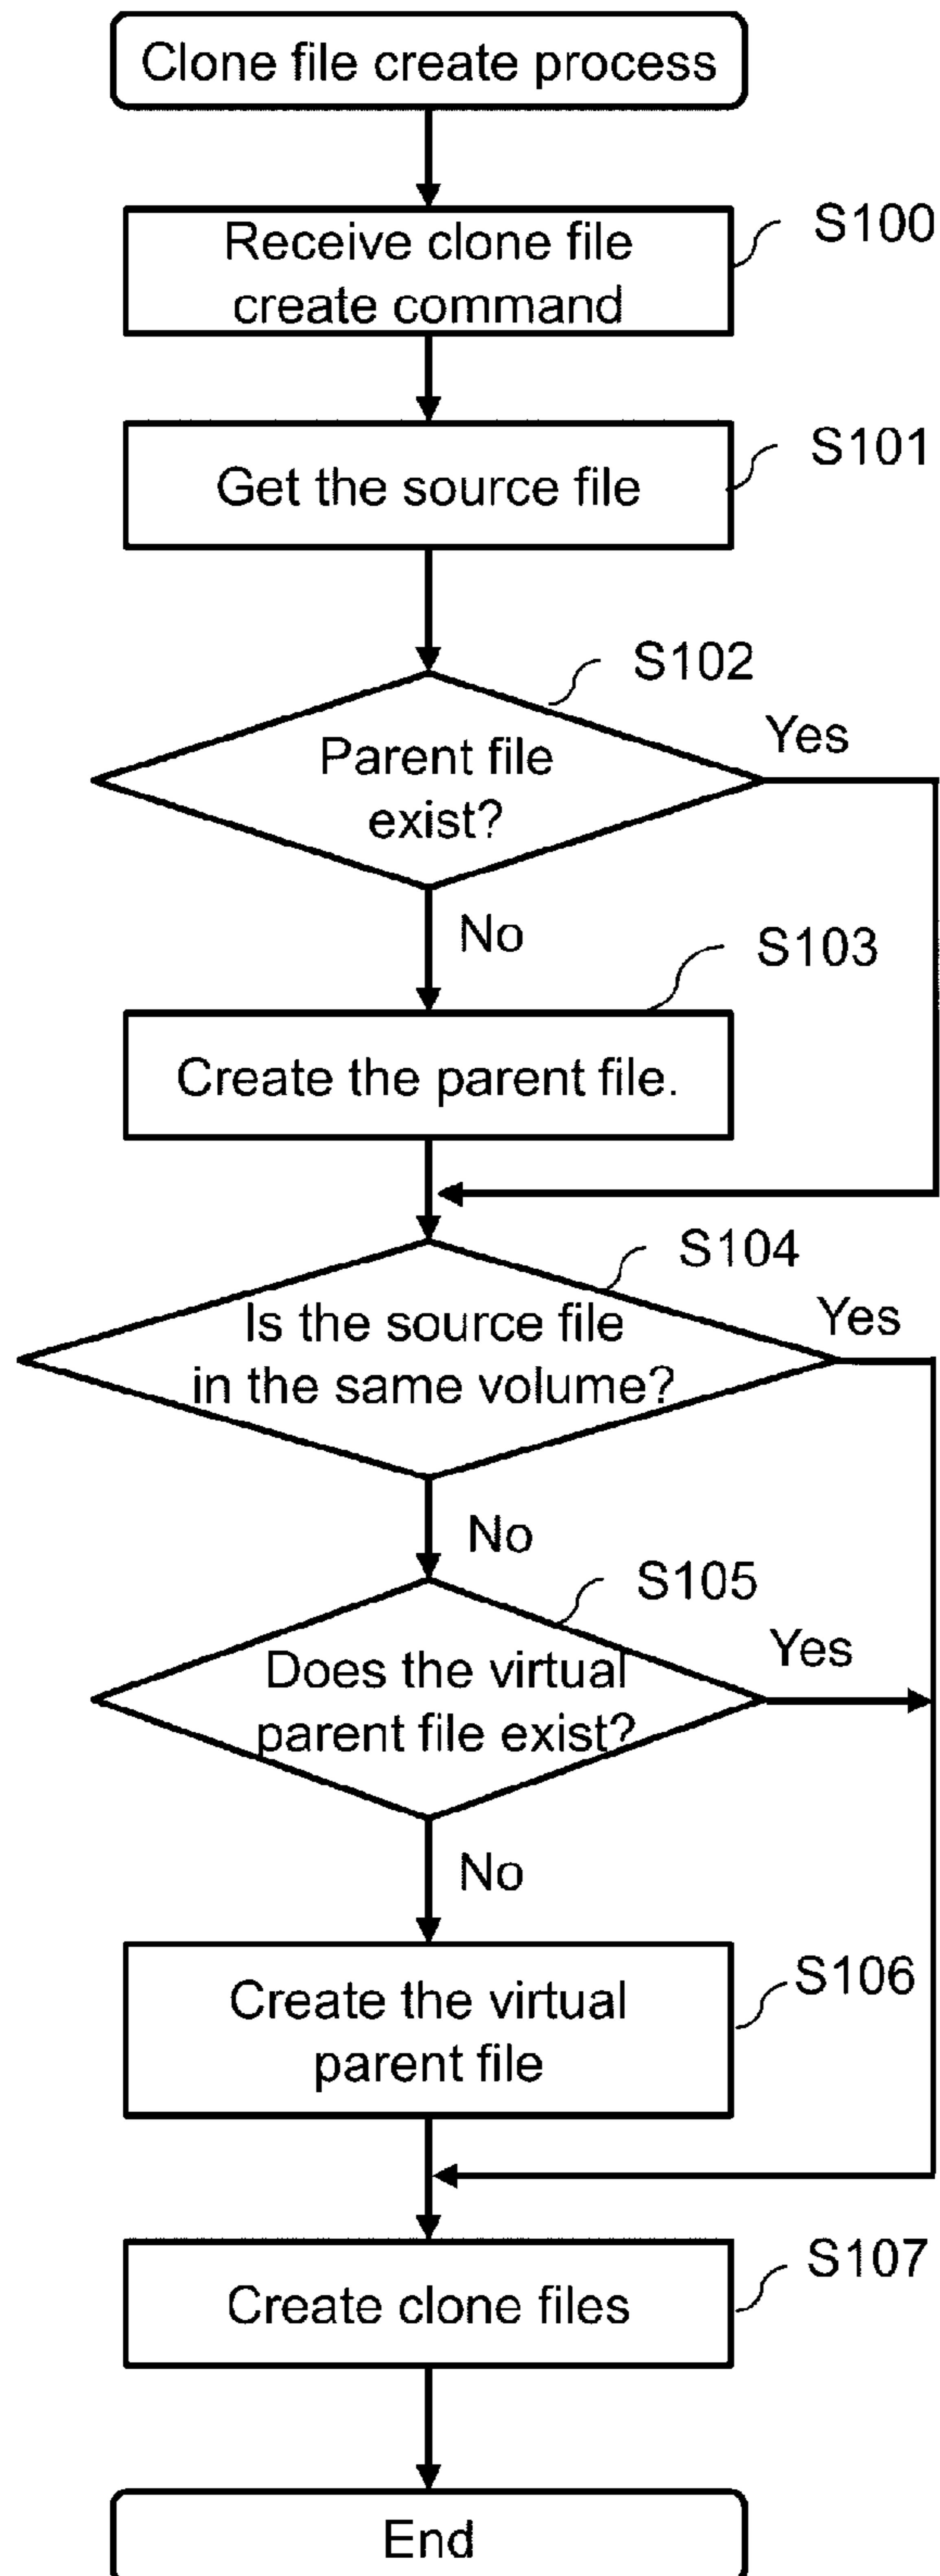 Clone file create process
Receive clone file
create command
S100
Get the source file
S101
S102
Parent file
exist?
Yes
No
S103
Create the parent file.
S104
Is the source file
in the same volume?
Yes
No
S105
Does the virtual
parent file exist?
Yes
No
Create the virtual
parent file
S106
Create clone files
S107
End